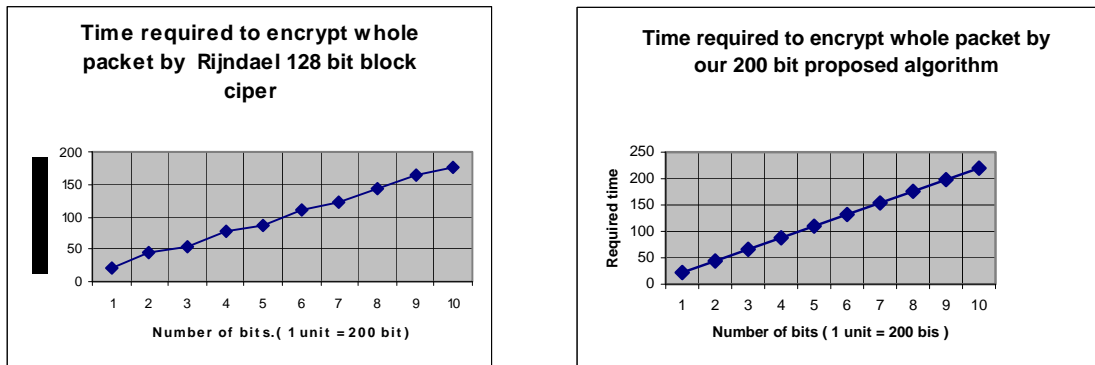 Time required to encrypt whole
packet by Rijndael 128 bit block
ciper
200
150
100
50
0
1 2 3 4 5 6 7 8 9 10
Number of bits.( 1 unit = 200 bit)
Time required to encrypt whole packet by
our 200 bit proposed algorithm
Required time
250
200
150
100
50
0
1 2 3 4 5 6 7 8 9 10
Number of bits ( 1 unit = 200 bis )